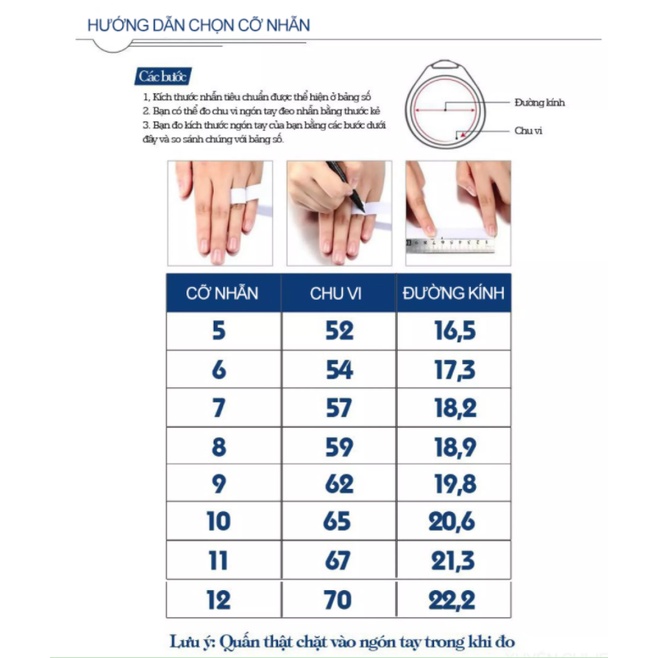 HƯỚNG DẪN CHỌN CỠ NHẪN
Các bước
1, Kích thước nhẫn tiêu chuẩn được thể hiện ở bảng số
2. Bạn có thể đo chu vi ngón tay đeo nhẫn bằng thước kẻ
3. Bạn đo kích thước ngón tay của bạn bằng các bước dưới
đây và so sánh chúng với bảng số.
Đường kính
Chu vi
CỠ NHẪN CHU VI ĐƯỜNG KÍNH
5 52 16,5
6 54 17,3
7 57 18,2
8 59 18,9
9 62 19,8
10 65 20,6
11 67 21,3
12 70 22,2
Lưu ý: Quấn thật chặt vào ngón tay trong khi đo